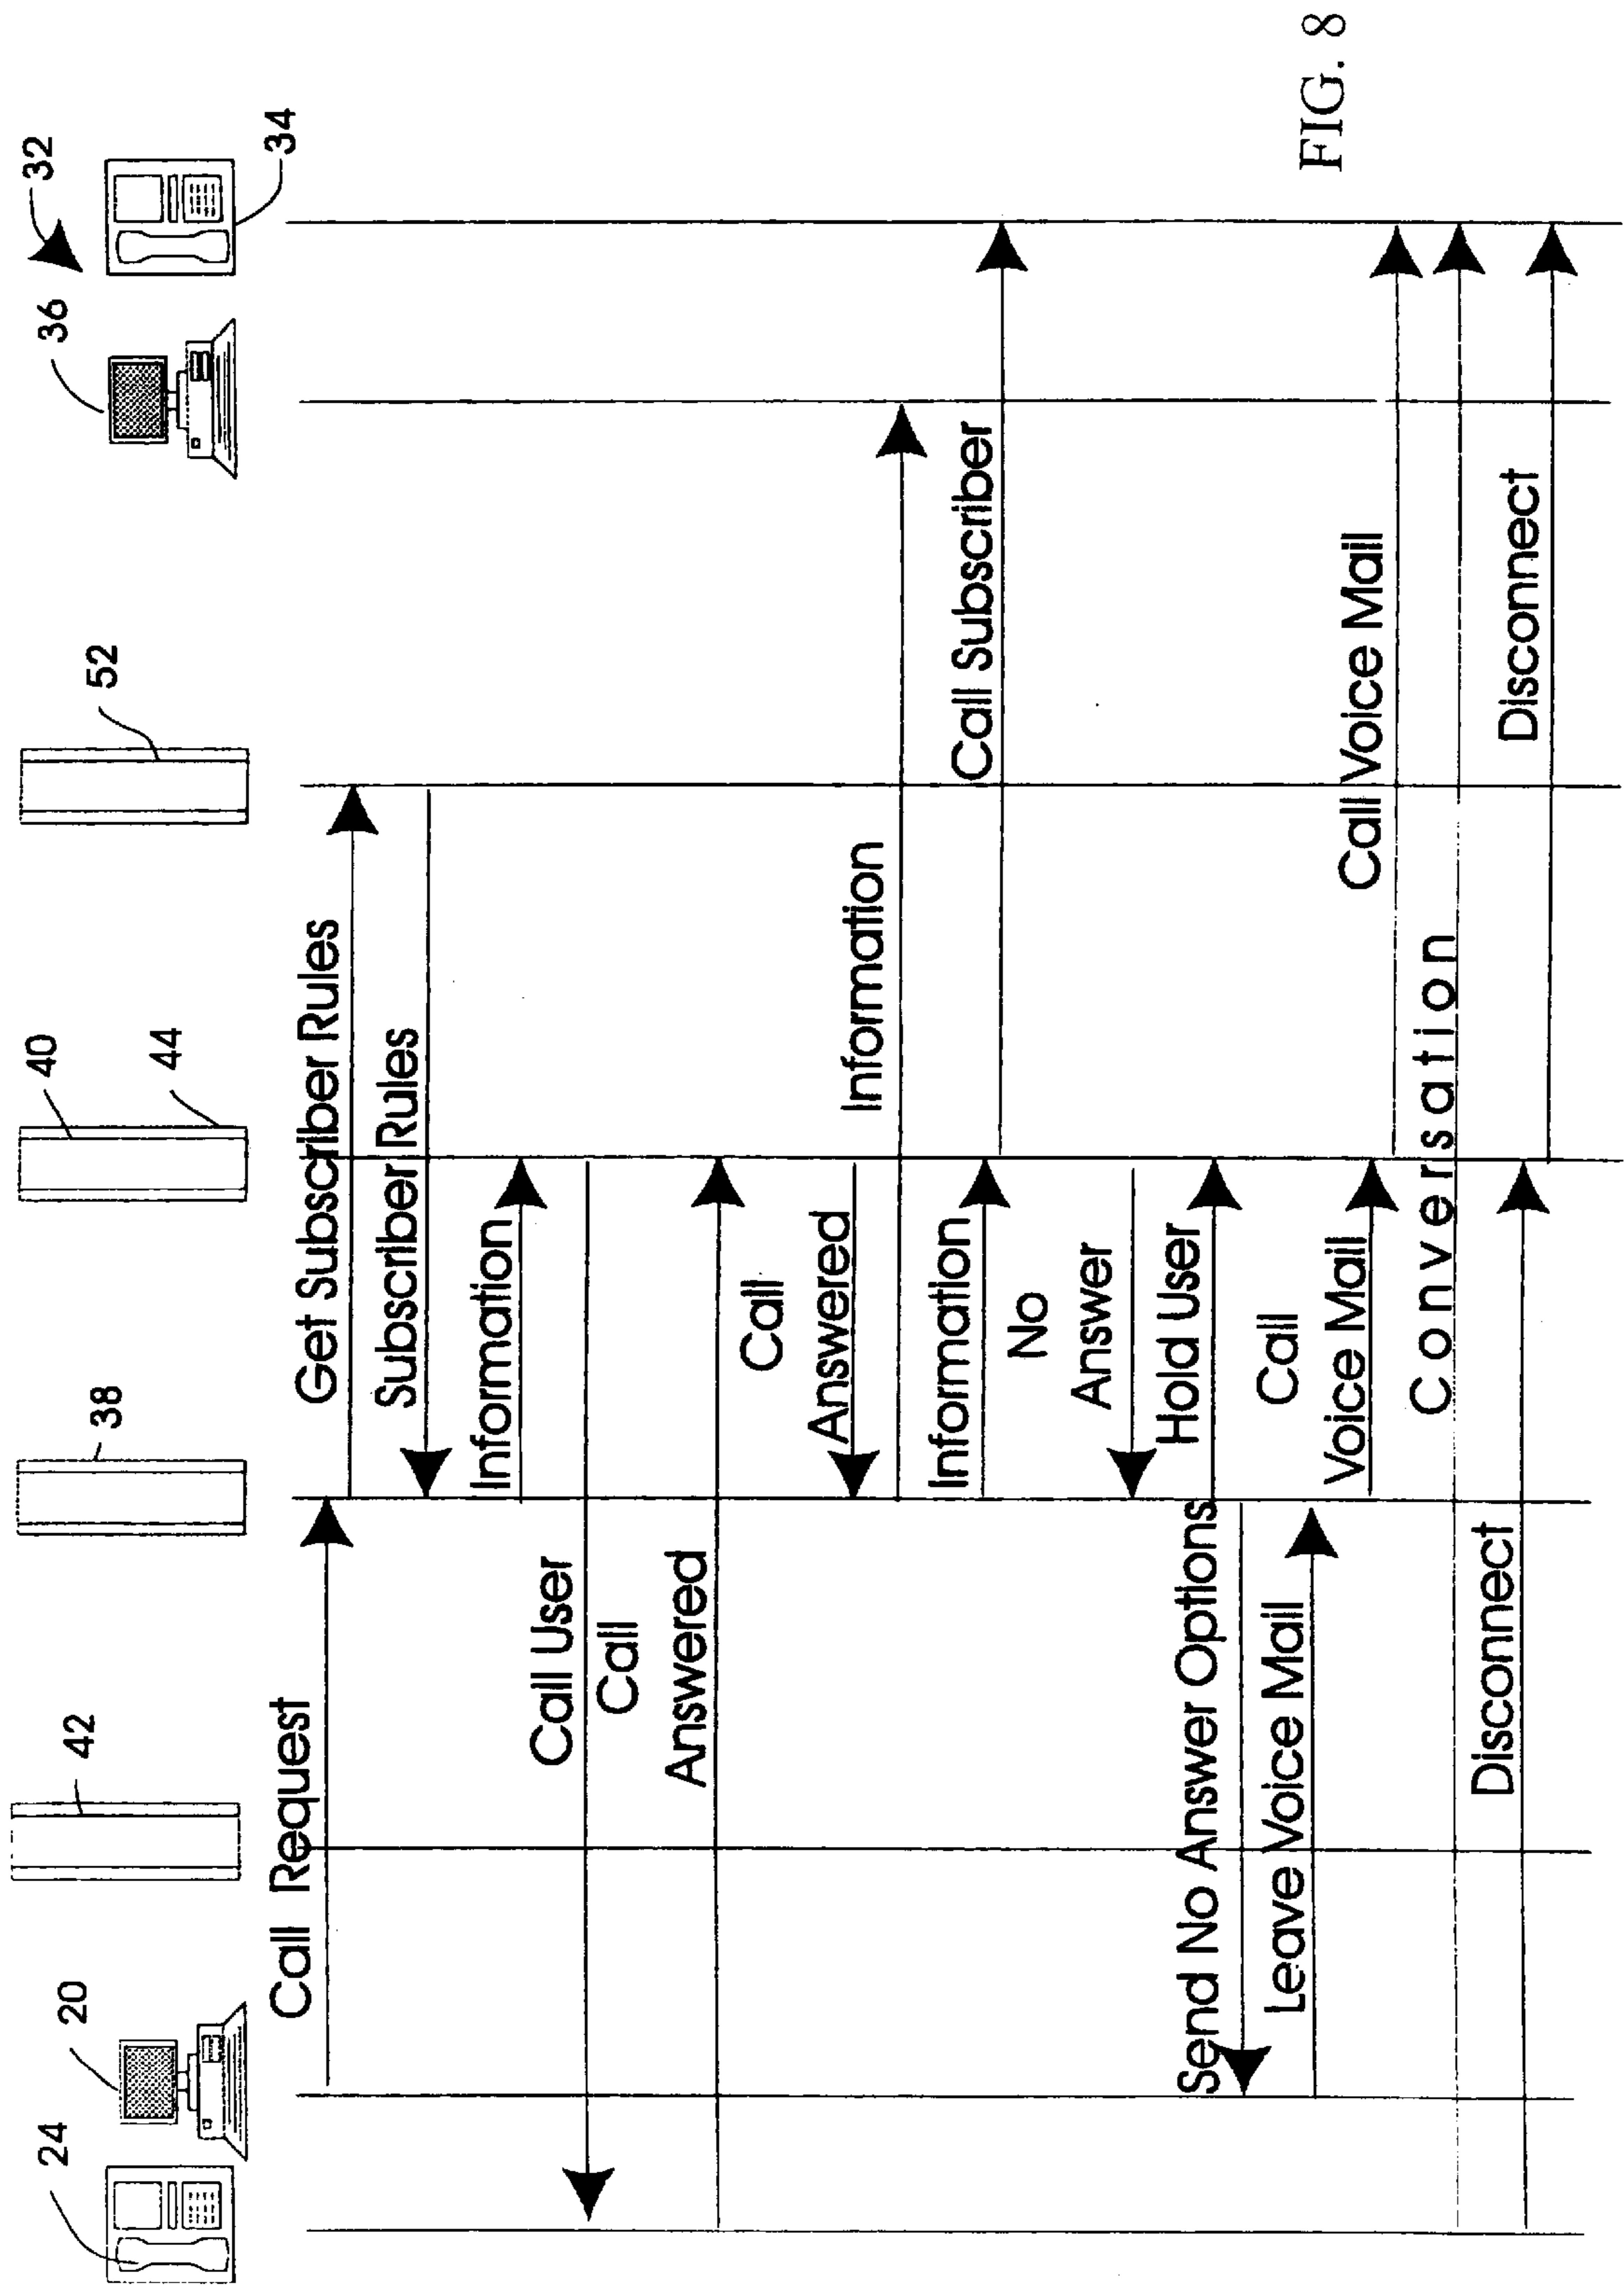 24
20
42
38
40
44
52
36
32
34
Call Request
Get Subscriber Rules
Subscriber Rules
Information
Call User
Call
Answered
Call
Answered
Information
Information
Call Subscriber
No
Answer
Hold User
Send No Answer Options
Leave Voice Mail
Call
Voice Mail
Call Voice Mail
Conversation
Disconnect
Disconnect
FIG. 8